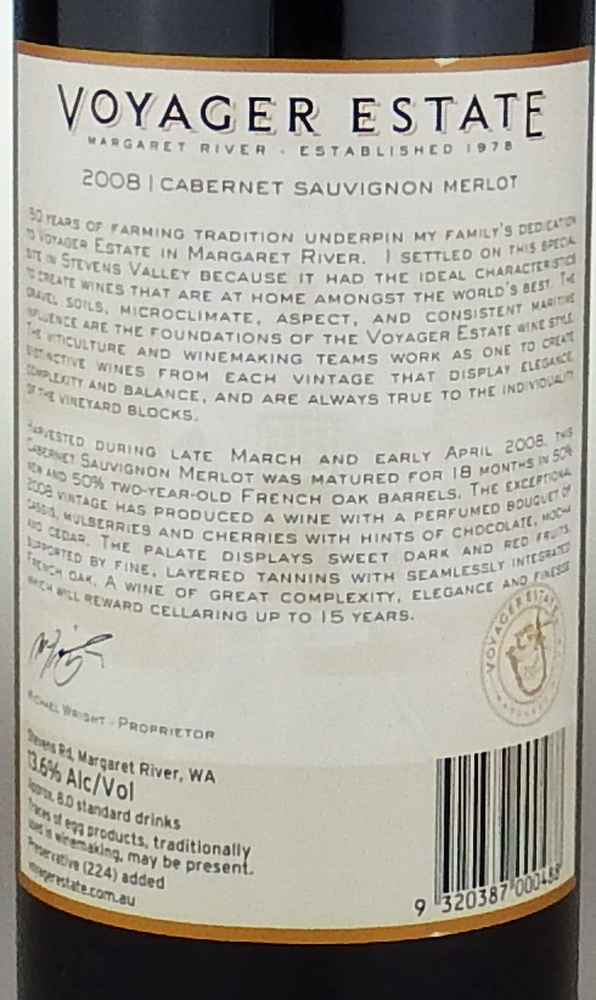 VOYAGER ESTATE
MARGARET RIVER · ESTABLISHED 1978
2008 | CABERNET SAUVIGNON MERLOT
30 YEARS OF FARMING TRADITION UNDERPIN MY FAMILY'S DEDICATION
TO VOYAGER ESTATE IN MARGARET RIVER. I SETTLED ON THIS SPECIAL
SITE IN STEVENS VALLEY BECAUSE IT HAD THE IDEAL CHARACTERISTICS
TO CREATE WINES THAT ARE AT HOME AMONGST THE WORLD'S BEST. THE
GRAVEL SOILS, MICROCLIMATE, ASPECT, AND CONSISTENT MARITIME
INFLUENCE ARE THE FOUNDATIONS OF THE VOYAGER ESTATE WINE STYLE.
THE VITICULTURE AND WINEMAKING TEAMS WORK AS ONE TO CREATE
DISTINCTIVE WINES FROM EACH VINTAGE THAT DISPLAY ELEGANCE,
COMPLEXITY AND BALANCE, AND ARE ALWAYS TRUE TO THE INDIVIDUALITY
OF THE VINEYARD BLOCKS.
HARVESTED DURING LATE MARCH AND EARLY APRIL 2008, THIS
CABERNET SAUVIGNON MERLOT WAS MATURED FOR 18 MONTHS IN 50%
NEW AND 50% TWO-YEAR-OLD FRENCH OAK BARRELS. THE EXCEPTIONAL
2008 VINTAGE HAS PRODUCED A WINE WITH A PERFUMED BOUQUET OF
CASSIS, MULBERRIES AND CHERRIES WITH HINTS OF CHOCOLATE, MOCHA
AND CEDAR. THE PALATE DISPLAYS SWEET DARK AND RED FRUITS,
SUPPORTED BY FINE, LAYERED TANNINS WITH SEAMLESSLY INTEGRATED
FRENCH OAK. A WINE OF GREAT COMPLEXITY, ELEGANCE AND FINESSE
WHICH WILL REWARD CELLARING UP TO 15 YEARS.
VOYAGER ESTATE
MICHAEL WRIGHT - PROPRIETOR
Stevens Rd, Margaret River, WA
13.6% Alc/Vol
Approx. 8.0 standard drinks
Traces of egg products, traditionally
used in winemaking, may be present.
Preservative (224) added
voyagerestate.com.au
9 320387 000488